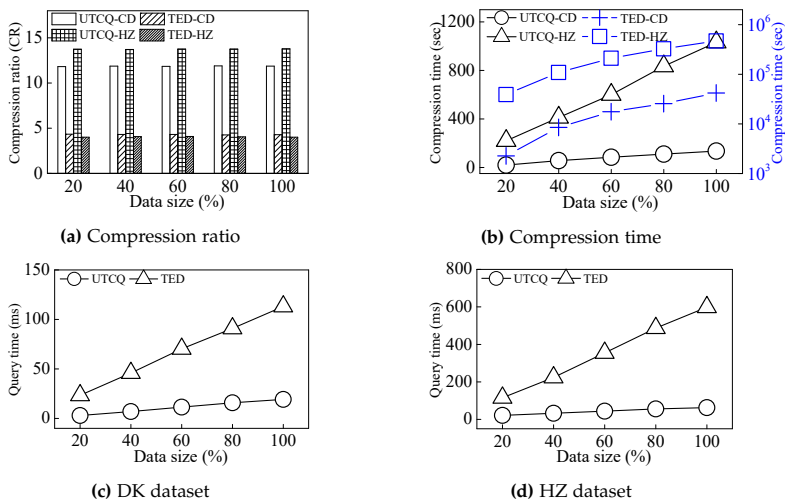 UTCQ-CD TED-CD
UTCQ-HZ TED-HZ
Compression ratio (CR)
15
10
5
0
20 40 60 80 100
Data size (%)
(a) Compression ratio
UTCQ-CD TED-CD
UTCQ-HZ TED-HZ
Compression time (sec)
1200
800
400
0
10^6
10^5
10^4
10^3
Compression time (sec)
20 40 60 80 100
Data size (%)
(b) Compression time
UTCQ TED
Query time (ms)
150
100
50
0
20 40 60 80 100
Data size (%)
(c) DK dataset
UTCQ TED
Query time (ms)
800
600
400
200
0
20 40 60 80 100
Data size (%)
(d) HZ dataset